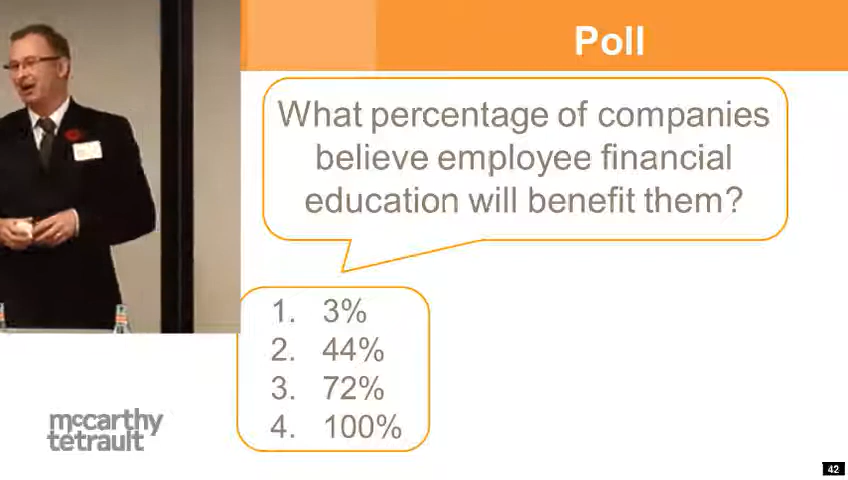 Poll
What percentage of companies
believe employee financial
education will benefit them?
1. 3%
2. 44%
3. 72%
4. 100%
mccarthy
tetrault
42